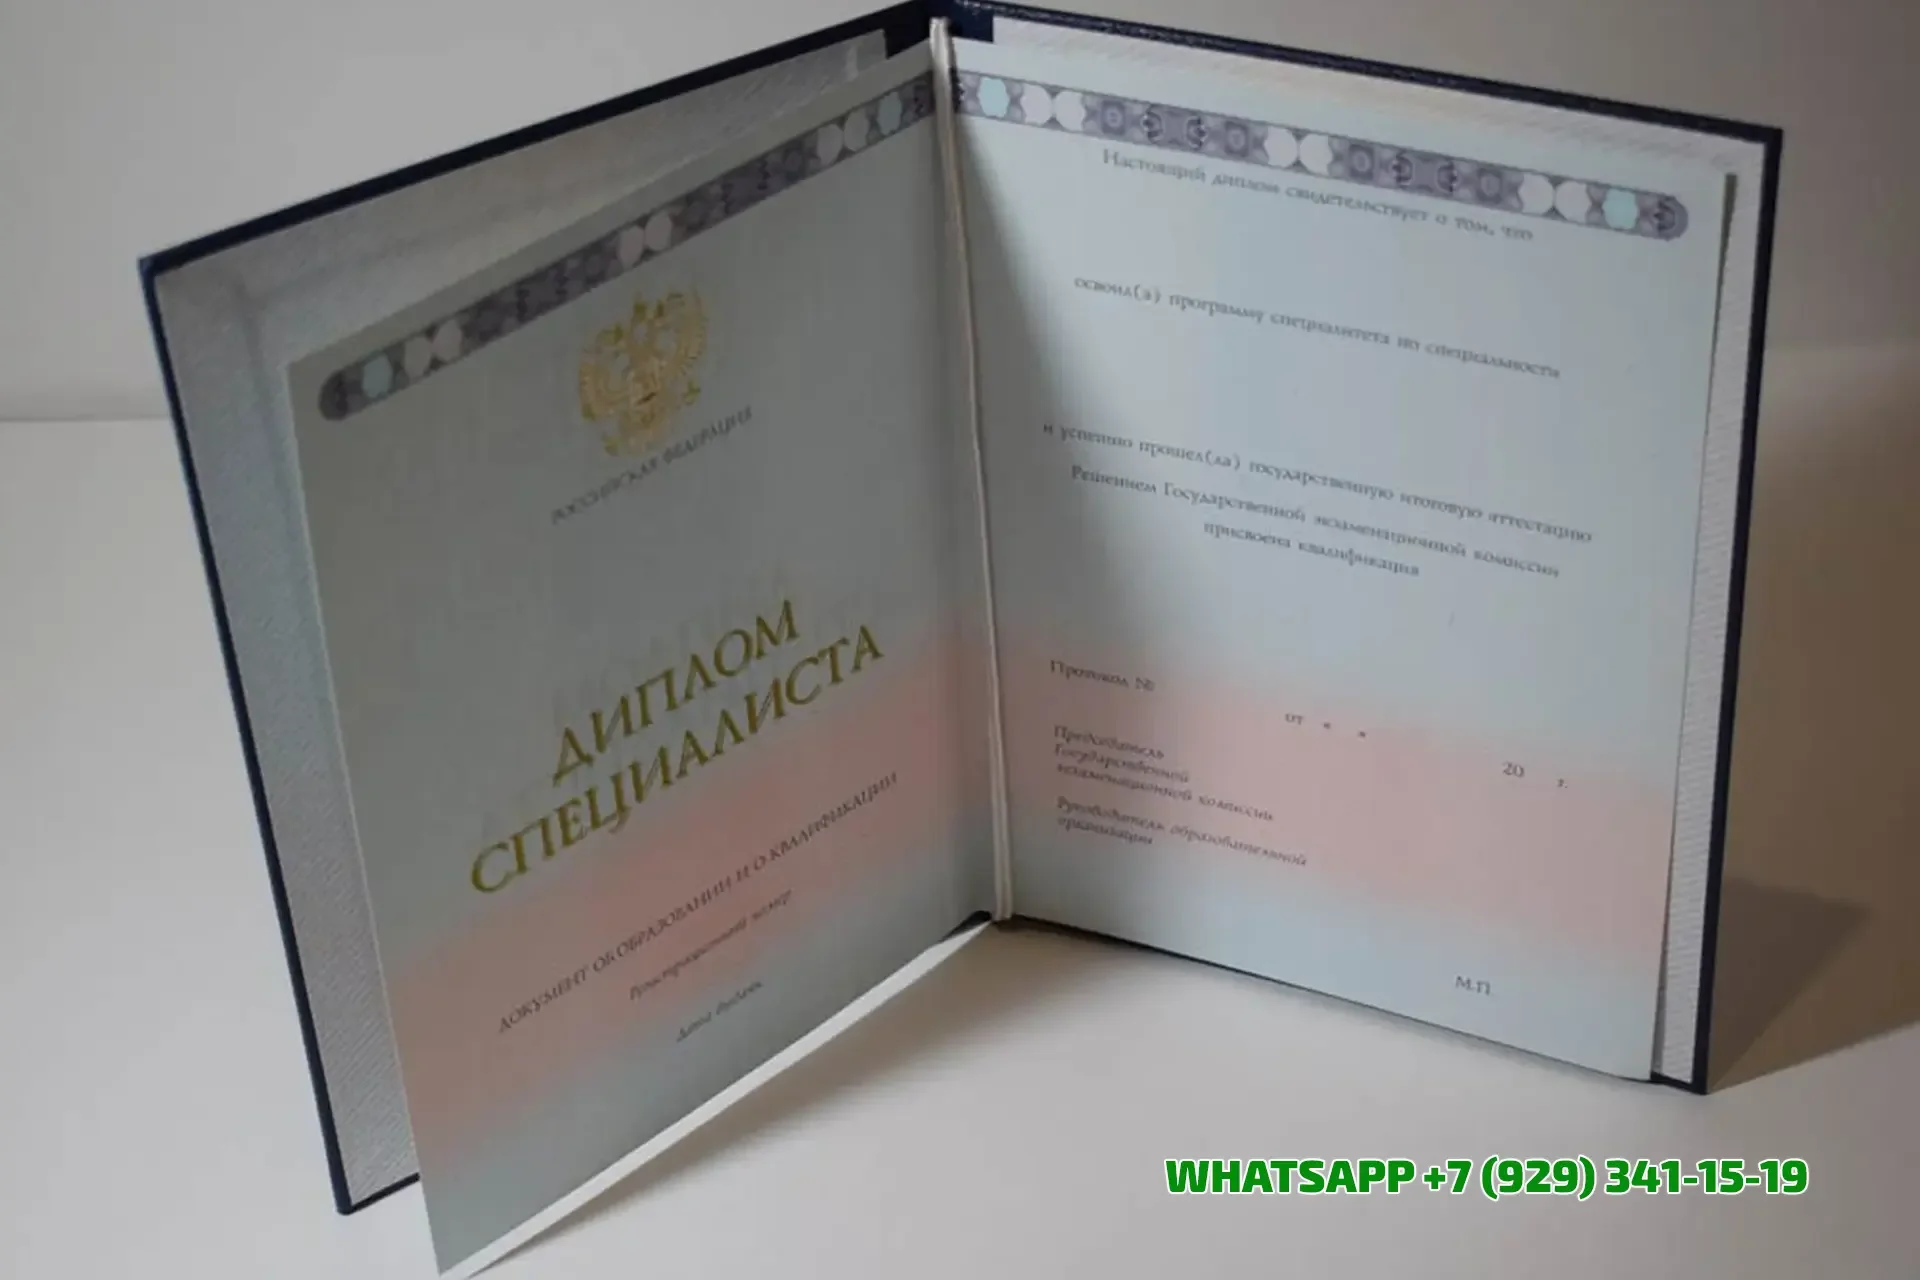 РОССИЙСКАЯ ФЕДЕРАЦИЯ
ДИПЛОМ
СПЕЦИАЛИСТА
ДОКУМЕНТ ОБ ОБРАЗОВАНИИ И О КВАЛИФИКАЦИИ
Регистрационный номер
Дата выдачи
Настоящий диплом свидетельствует о том, что
освоил(а) программу специалитета по специальности
и успешно прошел(ла) государственную итоговую аттестацию
Решением Государственной экзаменационной комиссии
присвоена квалификация
Протокол №
от « »
20 г.
Председатель
Государственной
экзаменационной комиссии
Руководитель образовательной
организации
М.П.
WHATSAPP +7 (929) 341-15-19